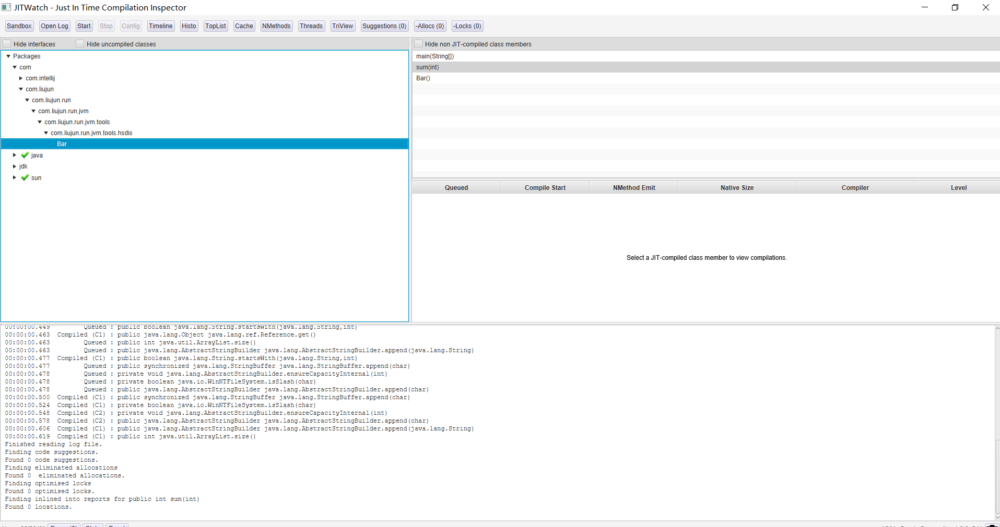 JITWatch - Just In Time Compilation Inspector
Sandbox Open Log Start Stop Config Timeline Histo TopList Cache NMethods Threads TriView Suggestions (0) -Allocs (0) -Locks (0)
Hide interfaces Hide uncompiled classes
Packages
com
com.intellij
com.liujun
com.liujun.run
com.liujun.run.jvm
com.liujun.run.jvm.tools
com.liujun.run.jvm.tools.hsdis
Bar
java
jdk
sun
Hide non JIT-compiled class members
main(String[])
sum(int)
Bar()
Queued Compile Start NMethod Emit Native Size Compiler Level
Select a JIT-compiled class member to view compilations.
00:00:00.449 Queued : public boolean java.lang.String.startsWith(java.lang.String,int)
00:00:00.463 Compiled (C1) : public java.lang.Object java.lang.ref.Reference.get()
00:00:00.463 Queued : public int java.util.ArrayList.size()
00:00:00.463 Queued : public java.lang.AbstractStringBuilder java.lang.AbstractStringBuilder.append(java.lang.String)
00:00:00.477 Compiled (C1) : public boolean java.lang.String.startsWith(java.lang.String,int)
00:00:00.477 Queued : public synchronized java.lang.StringBuffer java.lang.StringBuffer.append(char)
00:00:00.478 Queued : private void java.lang.AbstractStringBuilder.ensureCapacityInternal(int)
00:00:00.478 Queued : private boolean java.io.WinNTFileSystem.isSlash(char)
00:00:00.478 Queued : public java.lang.AbstractStringBuilder java.lang.AbstractStringBuilder.append(char)
00:00:00.500 Compiled (C1) : public synchronized java.lang.StringBuffer java.lang.StringBuffer.append(char)
00:00:00.524 Compiled (C1) : private boolean java.io.WinNTFileSystem.isSlash(char)
00:00:00.548 Compiled (C2) : private void java.lang.AbstractStringBuilder.ensureCapacityInternal(int)
00:00:00.578 Compiled (C2) : public java.lang.AbstractStringBuilder java.lang.AbstractStringBuilder.append(char)
00:00:00.606 Compiled (C1) : public java.lang.AbstractStringBuilder java.lang.AbstractStringBuilder.append(java.lang.String)
00:00:00.619 Compiled (C1) : public int java.util.ArrayList.size()
Finished reading log file.
Finding code suggestions.
Found 0 code suggestions.
Finding eliminated allocations
Found 0  eliminated allocations.
Finding optimised locks
Found 0 optimised locks.
Finding inlined into reports for public int sum(int)
Found 0 locations.